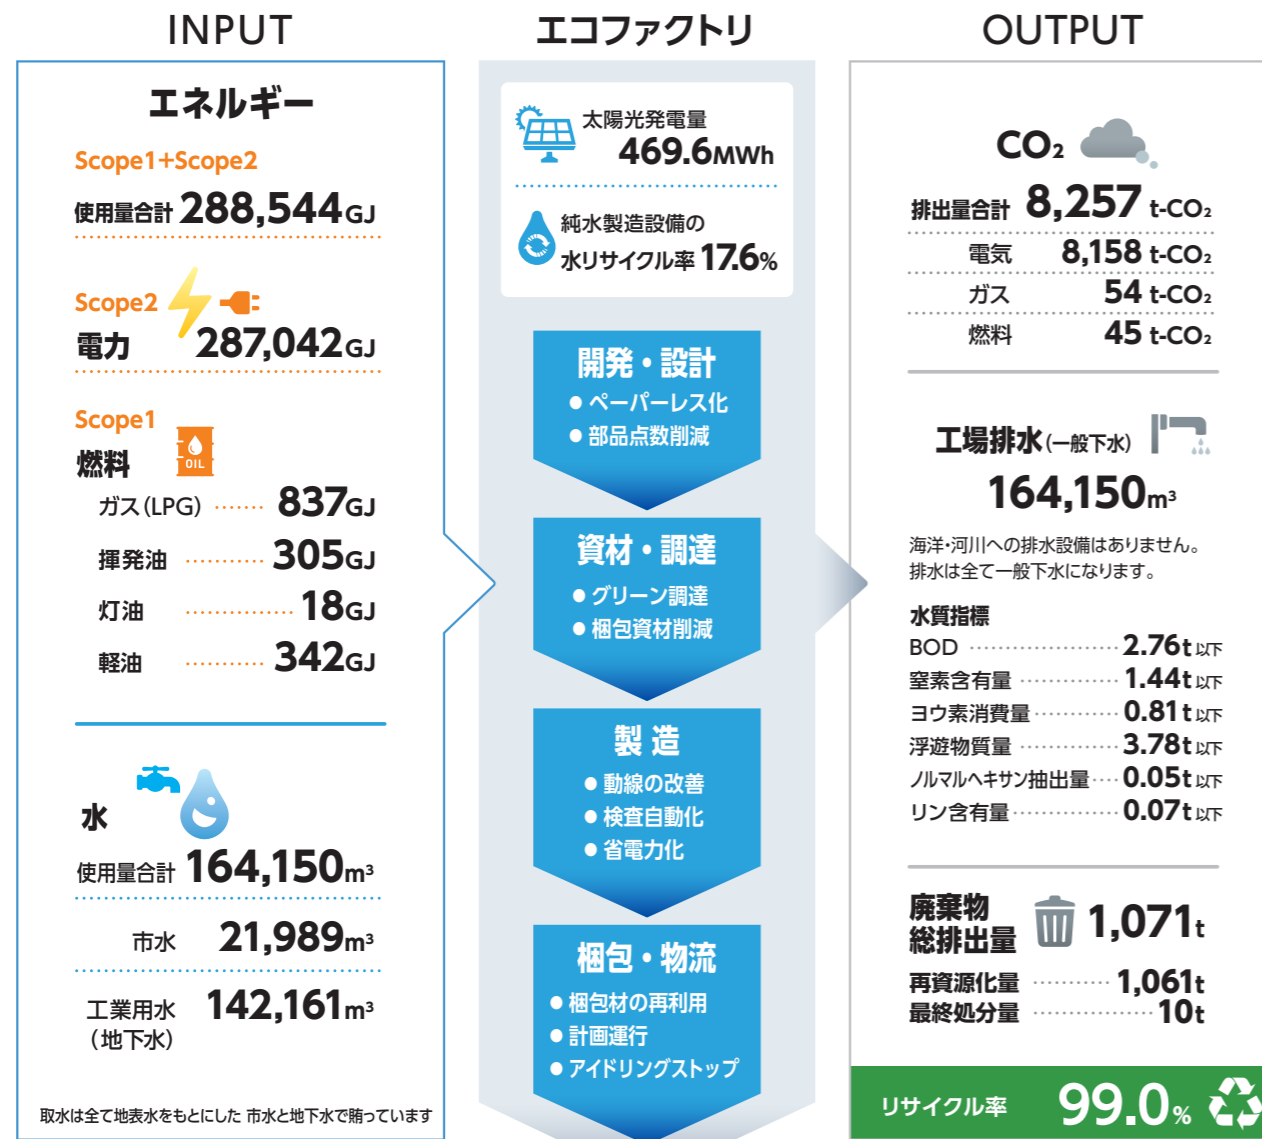 INPUT
エネルギー
Scope1+Scope2
使用量合計 288,544GJ
Scope2
電力 287,042GJ
Scope1
燃料
OIL
ガス(LPG) 837GJ
揮発油 305GJ
灯油 18GJ
軽油 342GJ
水
使用量合計 164,150m³
市水 21,989m³
工業用水 142,161m³
(地下水)
取水は全て地表水をもとにした 市水と地下水で賄っています
エコファクトリ
太陽光発電量
469.6MWh
純水製造設備の
水リサイクル率 17.6%
開発・設計
● ペーパーレス化
● 部品点数削減
資材・調達
● グリーン調達
● 梱包資材削減
製造
● 動線の改善
● 検査自動化
● 省電力化
梱包・物流
● 梱包材の再利用
● 計画運行
● アイドリングストップ
OUTPUT
CO₂
排出量合計 8,257 t-CO₂
電気 8,158 t-CO₂
ガス 54 t-CO₂
燃料 45 t-CO₂
工場排水(一般下水)
164,150m³
海洋・河川への排水設備はありません。
排水は全て一般下水になります。
水質指標
BOD 2.76t以下
窒素含有量 1.44t以下
ヨウ素消費量 0.81t以下
浮遊物質量 3.78t以下
ノルマルヘキサン抽出量 0.05t以下
リン含有量 0.07t以下
廃棄物
総排出量 1,071t
再資源化量 1,061t
最終処分量 10t
リサイクル率 99.0%